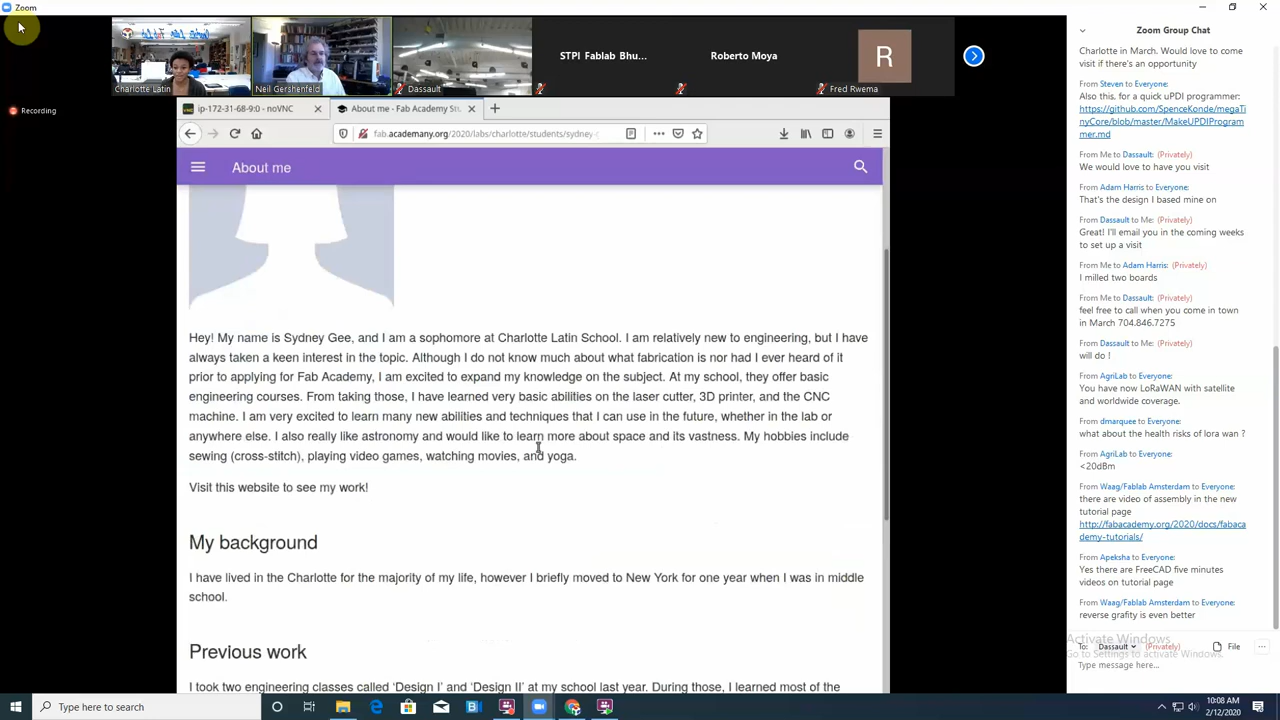 Zoom
Charlotte Latin
Neil Gershenfeld
Dassault
STPI Fablab Bhu...
Roberto Moya
R
Fred Rwema
Recording
ip-172-31-68-9:0 - noVNC
About me - Fab Academy Stu
fab.academany.org/2020/labs/charlotte/students/sydney-
About me
Hey! My name is Sydney Gee, and I am a sophomore at Charlotte Latin School. I am relatively new to engineering, but I have
always taken a keen interest in the topic. Although I do not know much about what fabrication is nor had I ever heard of it
prior to applying for Fab Academy, I am excited to expand my knowledge on the subject. At my school, they offer basic
engineering courses. From taking those, I have learned very basic abilities on the laser cutter, 3D printer, and the CNC
machine. I am very excited to learn many new abilities and techniques that I can use in the future, whether in the lab or
anywhere else. I also really like astronomy and would like to learn more about space and its vastness. My hobbies include
sewing (cross-stitch), playing video games, watching movies, and yoga.
Visit this website to see my work!
My background
I have lived in the Charlotte for the majority of my life, however I briefly moved to New York for one year when I was in middle
school.
Previous work
I took two engineering classes called ‘Design I’ and ‘Design II’ at my school last year. During those, I learned most of the
Zoom Group Chat
Charlotte in March. Would love to come
visit if there's an opportunity
From Steven to Everyone:
Also this, for a quick uPDI programmer:
https://github.com/SpenceKonde/megaTi
nyCore/blob/master/MakeUPDIProgram
mer.md
From Me to Dassault: (Privately)
We would love to have you visit
From Adam Harris to Everyone:
That's the design I based mine on
From Dassault to Me: (Privately)
Great! I'll email you in the coming weeks
to set up a visit
From Me to Adam Harris: (Privately)
I milled two boards
From Me to Dassault: (Privately)
feel free to call when you come in town
in March 704.846.7275
From Dassault to Me: (Privately)
will do !
From AgriLab to Everyone:
You have now LoRaWAN with satellite
and worldwide coverage.
From dmarquee to Everyone:
what about the health risks of lora wan ?
From AgriLab to Everyone:
<20dBm
From Waag/Fablab Amsterdam to Everyone:
there are video of assembly in the new
tutorial page
http://fabacademy.org/2020/docs/fabaca
demy-tutorials/
From Apeksha to Everyone:
Yes there are FreeCAD five minutes
videos on tutorial page
From Waag/Fablab Amsterdam to Everyone:
reverse grafity is even better
Activate Windows
Go to Settings to activate Windows.
To: Dassault (Privately) File
Type message here...
Type here to search
10:08 AM
2/12/2020